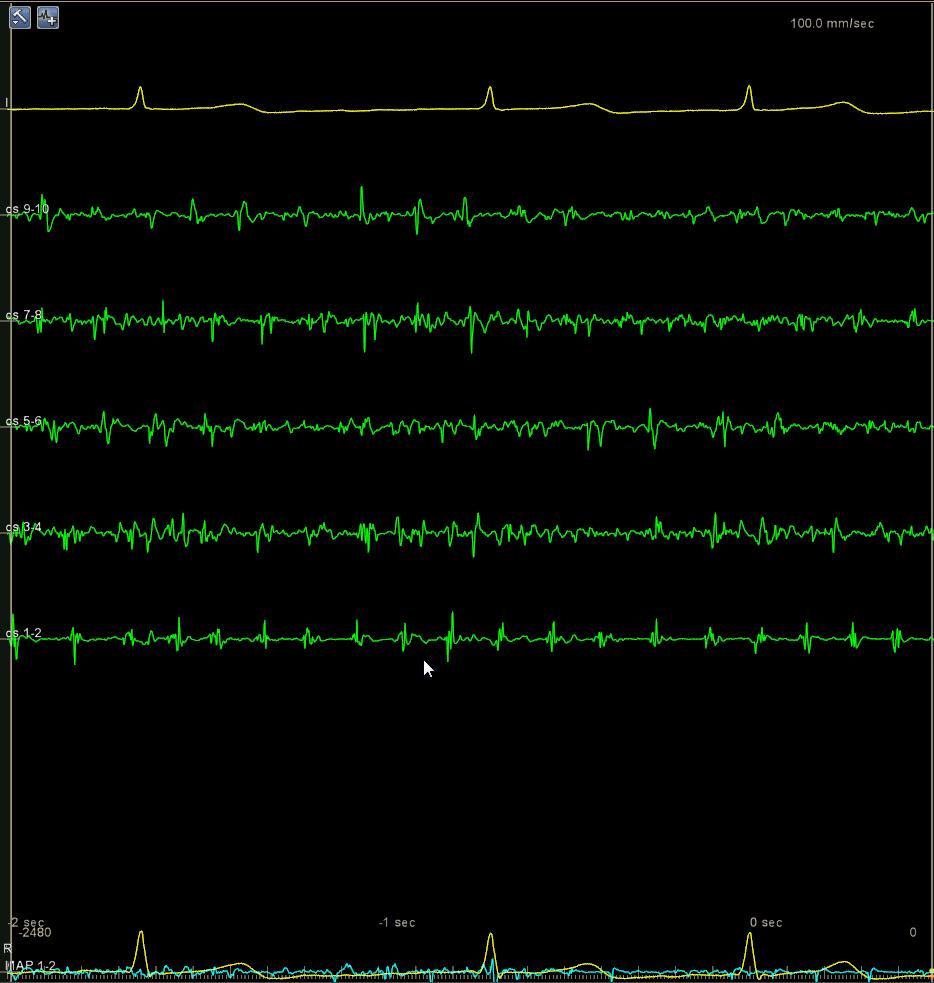 100.0 mm/sec
I
cs 9-10
cs 7-8
cs 5-6
cs 3-4
cs 1-2
-2 sec
-1 sec
0 sec
-2480
0
R
MAP 1-2